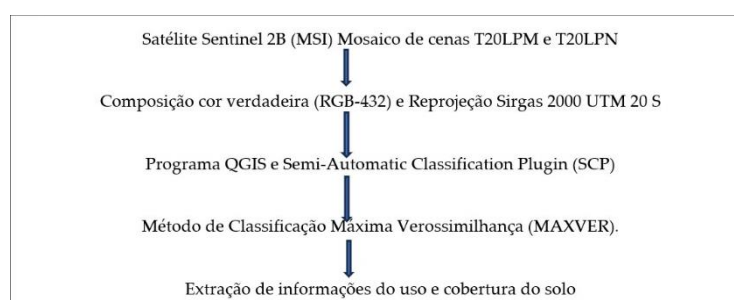 Satélite Sentinel 2B (MSI) Mosaico de cenas T20LPM e T20LPN
Composição cor verdadeira (RGB-432) e Reprojeção Sirgas 2000 UTM 20 S
Programa QGIS e Semi-Automatic Classification Plugin (SCP)
Método de Classificação Máxima Verossimilhança (MAXVER).
Extração de informações do uso e cobertura do solo